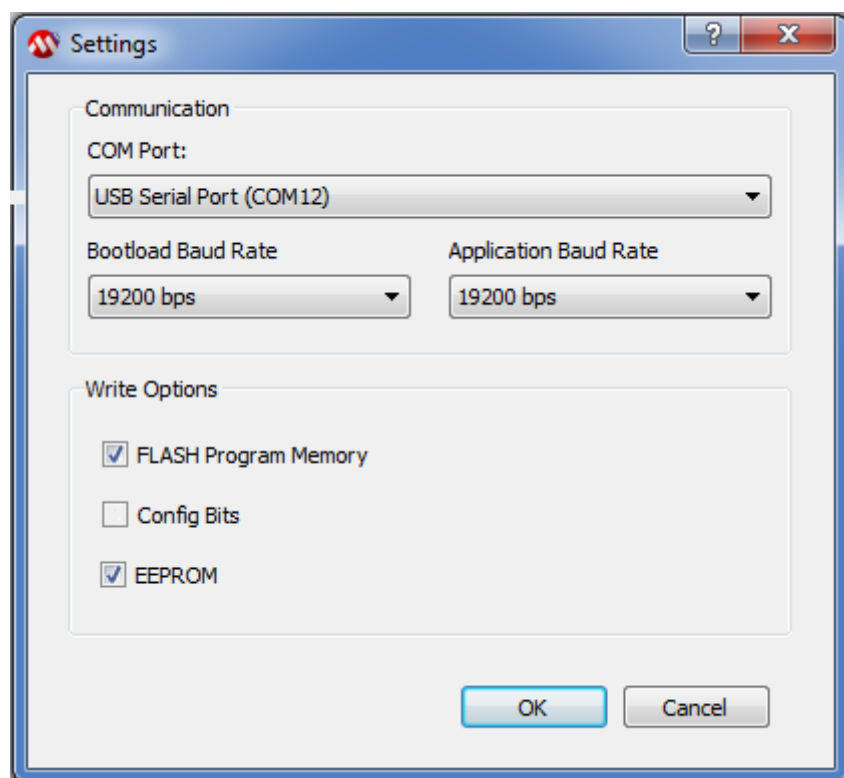 Settings
?
Communication
COM Port:
USB Serial Port (COM12)
Bootload Baud Rate
Application Baud Rate
19200 bps
19200 bps
Write Options
FLASH Program Memory
Config Bits
EEPROM
OK
Cancel